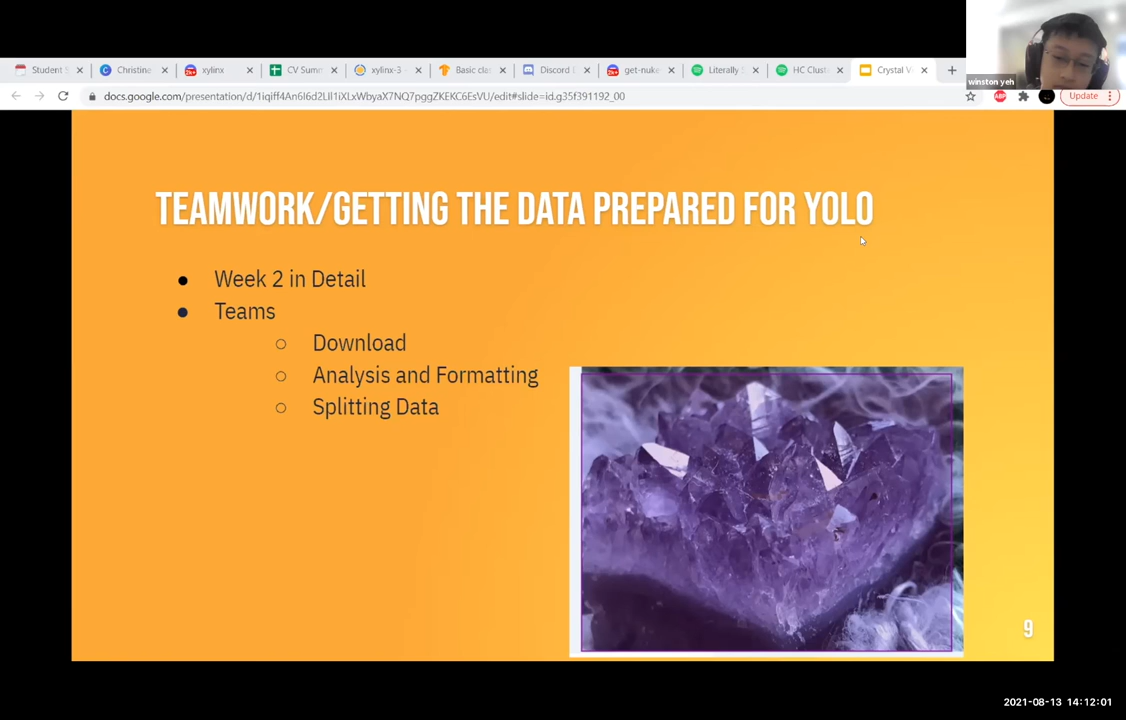 Student
Christine
xylinx
CV Sum
xylinx-3
Basic cla
Discord
get-nuk
Literally
HC Clust
Crystal V
winston yeh
docs.google.com/presentation/d/
/edit#slide=id.g35f391192_00
ABP
Update
TEAMWORK/GETTING THE DATA PREPARED FOR YOLO
● Week 2 in Detail
● Teams
○ Download
○ Analysis and Formatting
○ Splitting Data
9
2021-08-13 14:12:01